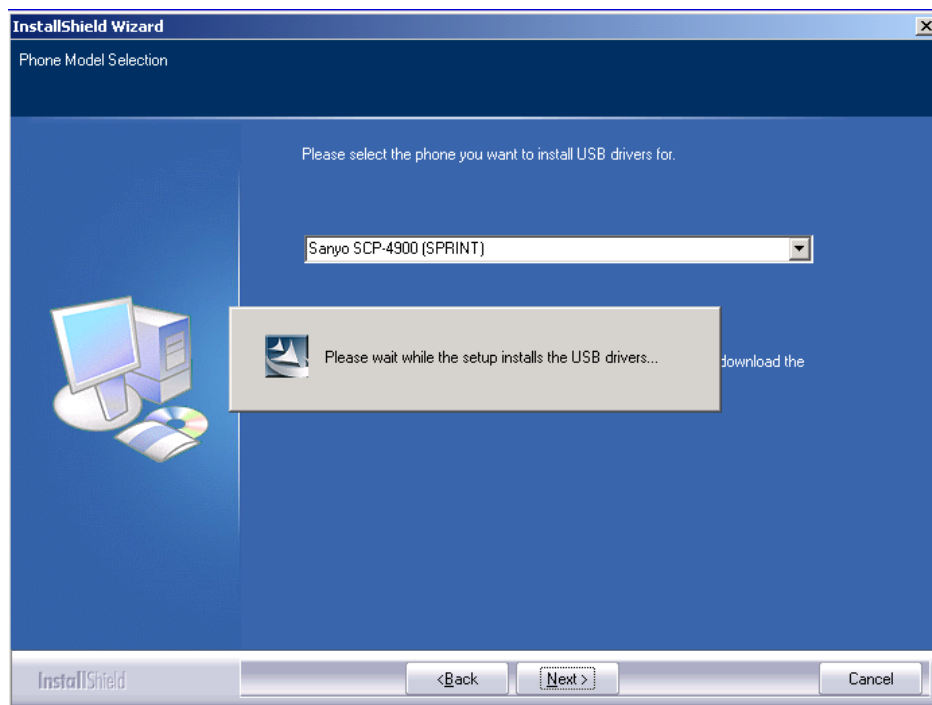 InstallShield Wizard
Phone Model Selection
Please select the phone you want to install USB drivers for.
Sanyo SCP-4900 (SPRINT)
Please wait while the setup installs the USB drivers...
download the
InstallShield
<Back
Next >
Cancel